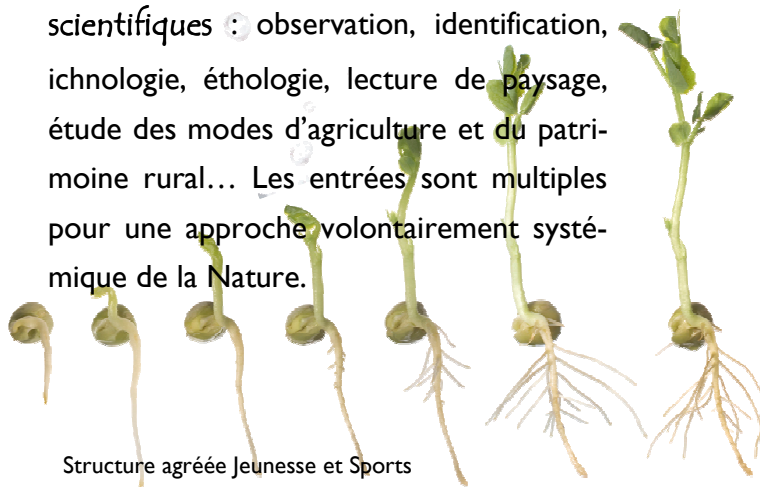 scientifiques : observation, identification,
ichnologie, éthologie, lecture de paysage,
étude des modes d’agriculture et du patri-
moine rural… Les entrées sont multiples
pour une approche volontairement systé-
mique de la Nature.
Structure agréée Jeunesse et Sports